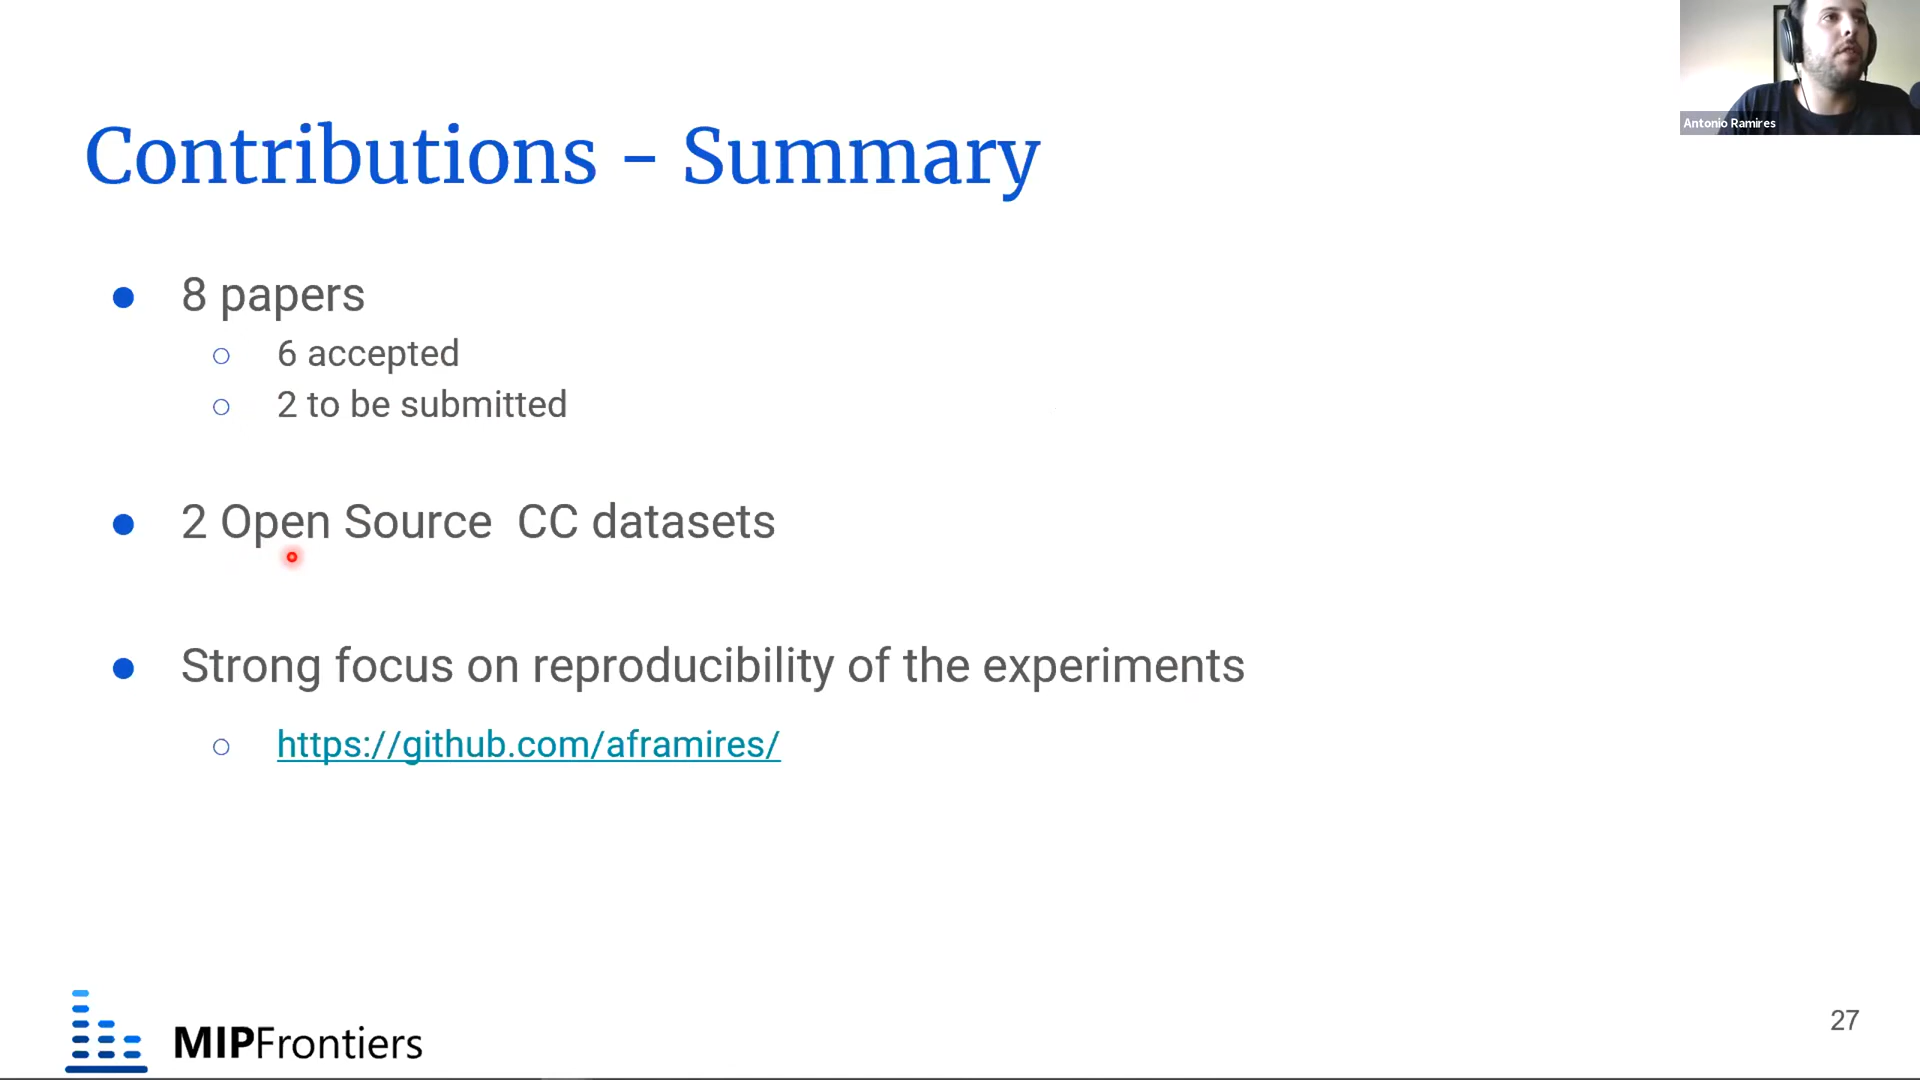 Antonio Ramires
Contributions - Summary
8 papers
6 accepted
2 to be submitted
2 Open Source  CC datasets
Strong focus on reproducibility of the experiments
https://github.com/aframires/
MIPFrontiers
27